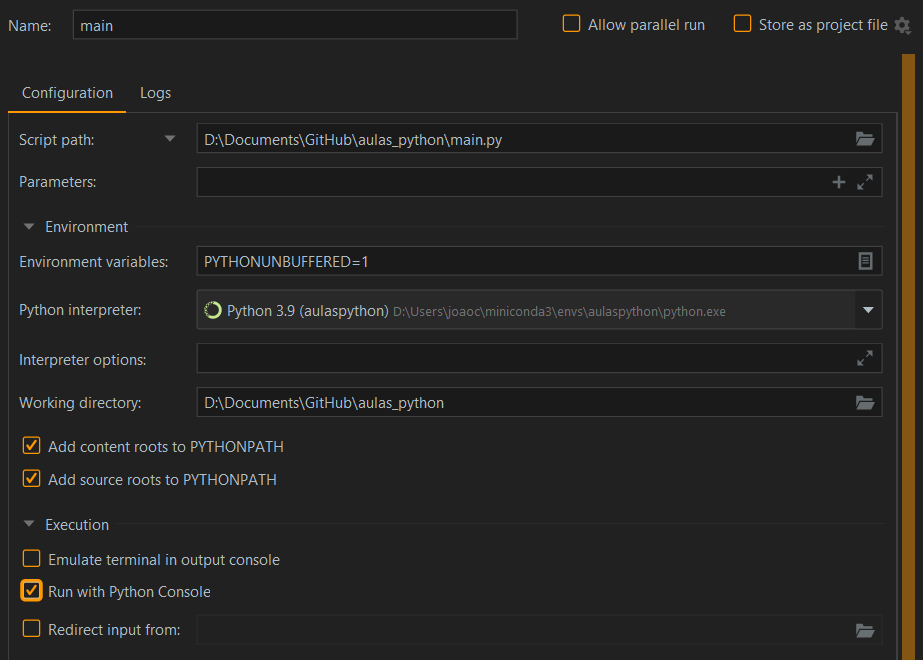 Name: main Allow parallel run Store as project file
Configuration Logs
Script path: D:\Documents\GitHub\aulas_python\main.py
Parameters:
Environment
Environment variables: PYTHONUNBUFFERED=1
Python interpreter: Python 3.9 (aulaspython) D:\Users\joaoc\miniconda3\envs\aulaspython\python.exe
Interpreter options:
Working directory: D:\Documents\GitHub\aulas_python
Add content roots to PYTHONPATH
Add source roots to PYTHONPATH
Execution
Emulate terminal in output console
Run with Python Console
Redirect input from: